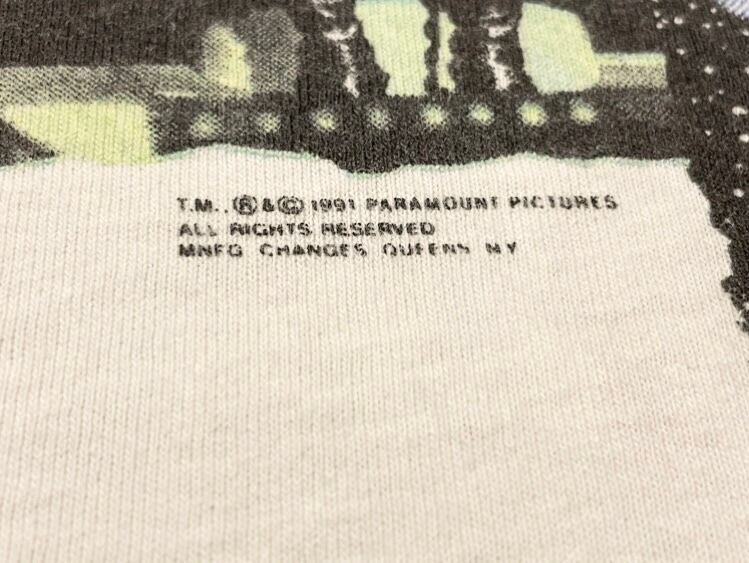 T.M., ® & © 1991 PARAMOUNT PICTURES
ALL RIGHTS RESERVED
MNFG CHANGES QUEENS NY